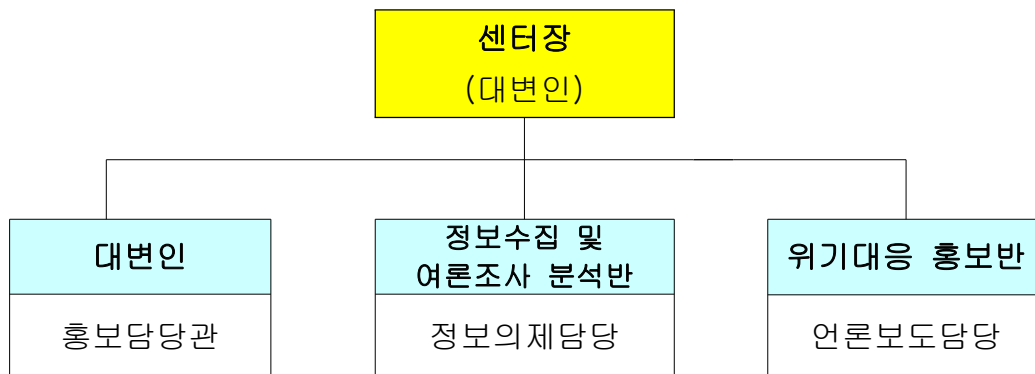 센터장
(대변인)
대변인
홍보담당관
정보수집 및
여론조사 분석반
정보의제담당
위기대응 홍보반
언론보도담당